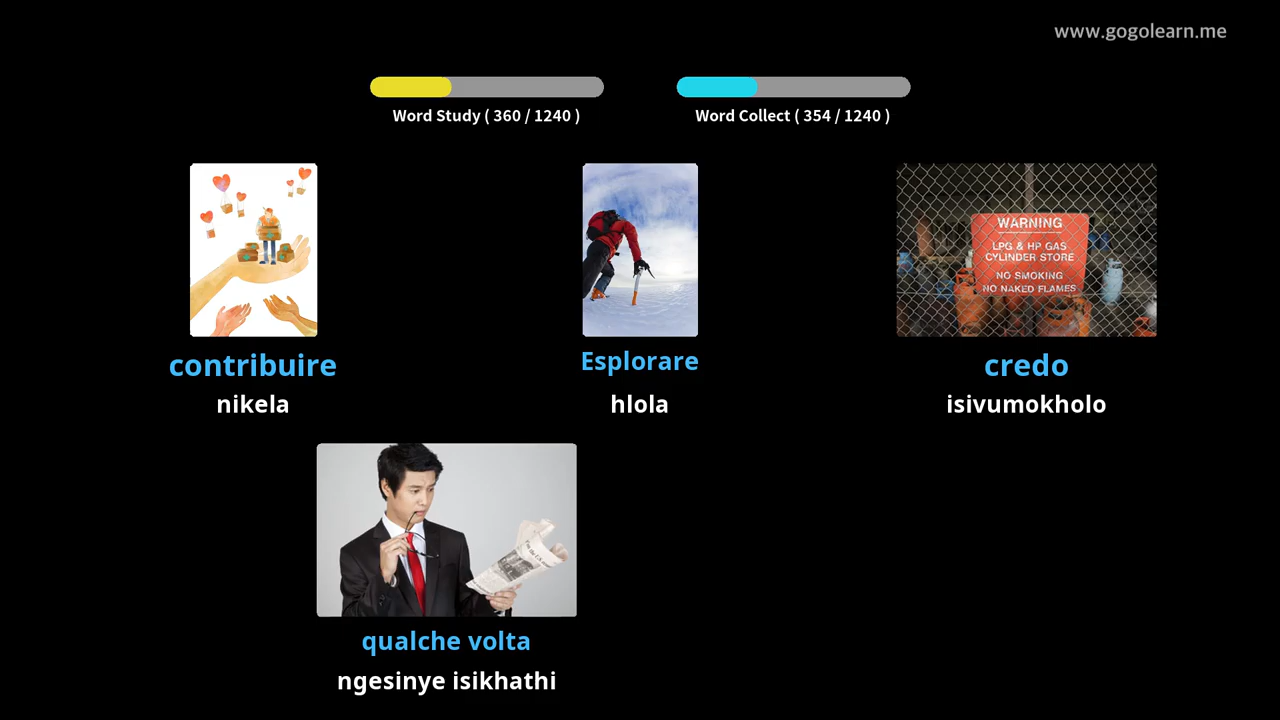 www.gogolearn.me
Word Study ( 360 / 1240 )
Word Collect ( 354 / 1240 )
WARNING
LPG & HP GAS
CYLINDER STORE
NO SMOKING
NO NAKED FLAMES
contribuire
nikela
Esplorare
hlola
credo
isivumokholo
qualche volta
ngesinye isikhathi